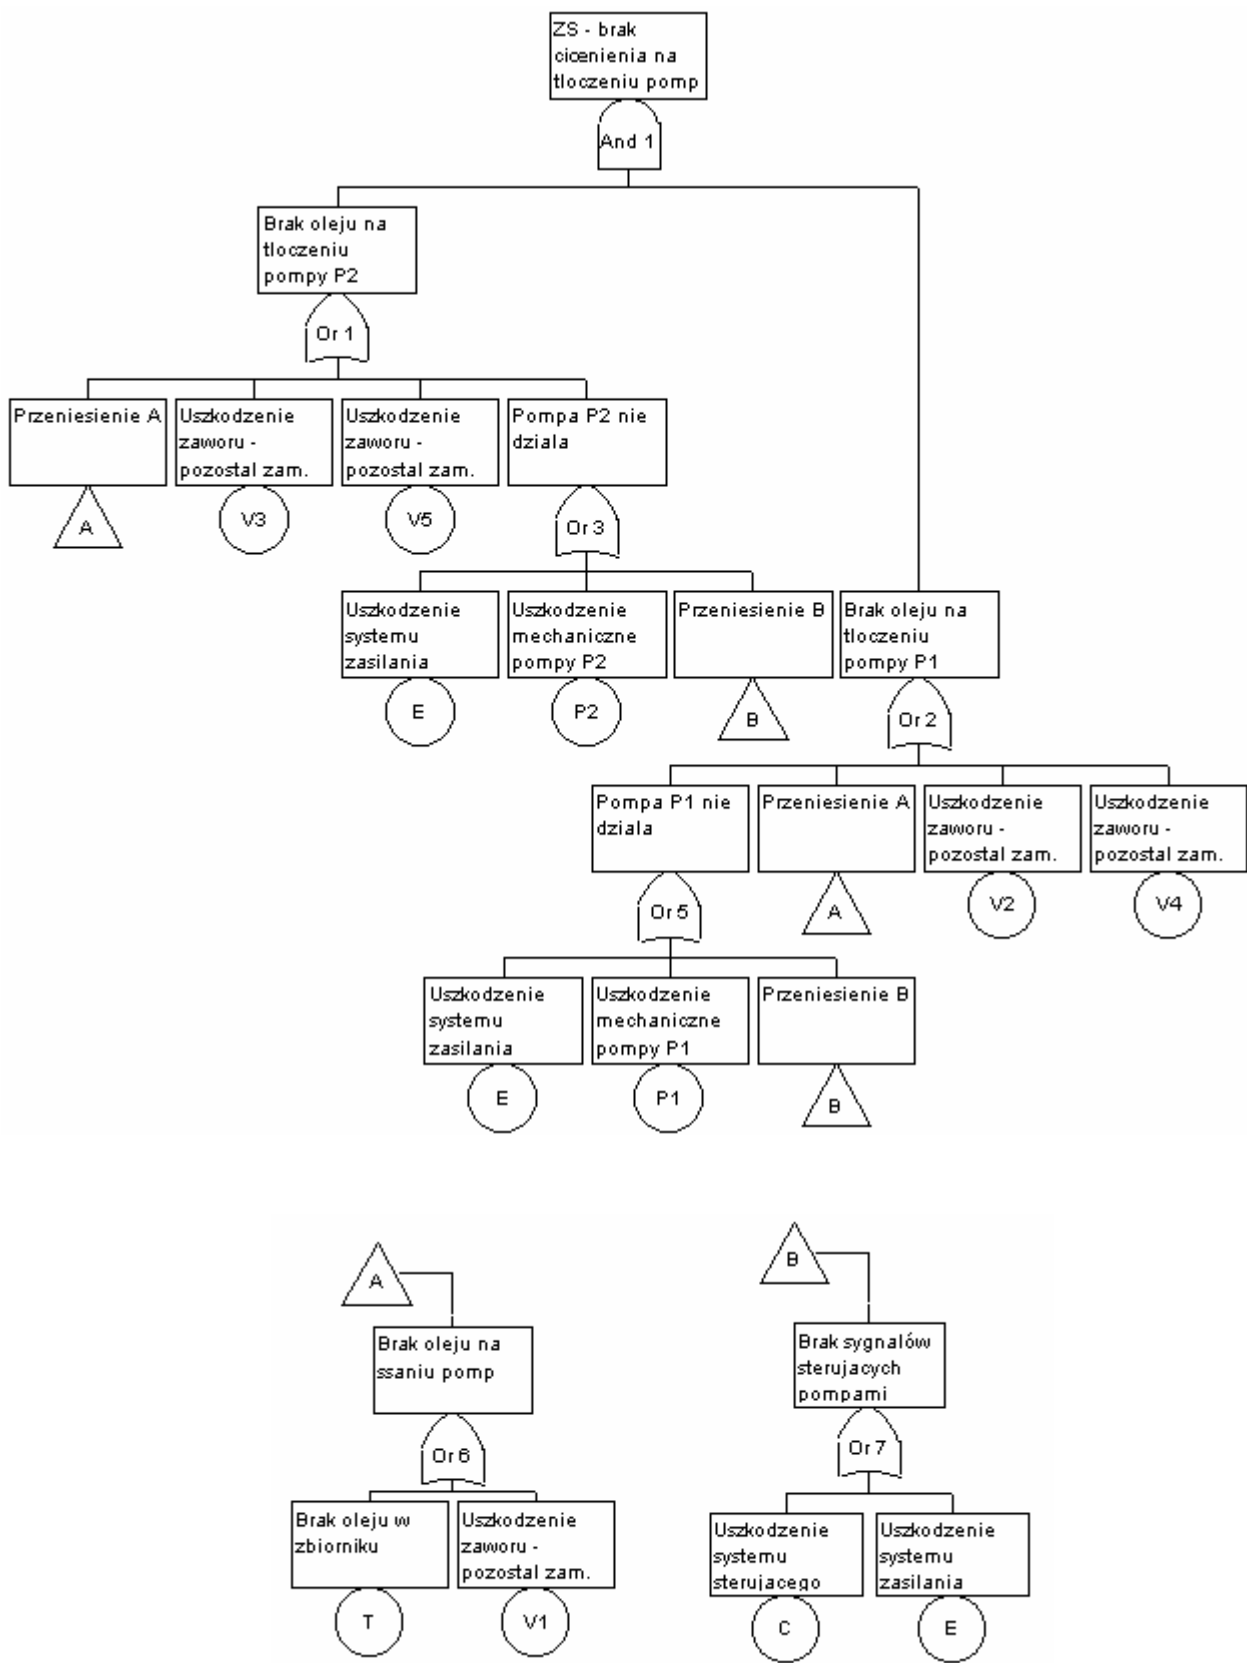 ZS - brak
cicenienia na
tloczeniu pomp
And 1
Brak oleju na
tloczeniu
pompy P2
Or 1
Przeniesienie A
Uszkodzenie
zaworu -
pozostal zam.
Uszkodzenie
zaworu -
pozostal zam.
Pompa P2 nie
dziala
A
V3
V5
Or 3
Uszkodzenie
systemu
zasilania
Uszkodzenie
mechaniczne
pompy P2
Przeniesienie B
Brak oleju na
tloczeniu
pompy P1
E
P2
B
Or 2
Pompa P1 nie
dziala
Przeniesienie A
Uszkodzenie
zaworu -
pozostal zam.
Uszkodzenie
zaworu -
pozostal zam.
Or 5
A
V2
V4
Uszkodzenie
systemu
zasilania
Uszkodzenie
mechaniczne
pompy P1
Przeniesienie B
E
P1
B
A
Brak oleju na
ssaniu pomp
Or 6
Brak oleju w
zbiorniku
Uszkodzenie
zaworu -
pozostal zam.
T
V1
B
Brak sygnalów
sterujacych
pompami
Or 7
Uszkodzenie
systemu
sterujacego
Uszkodzenie
systemu
zasilania
C
E